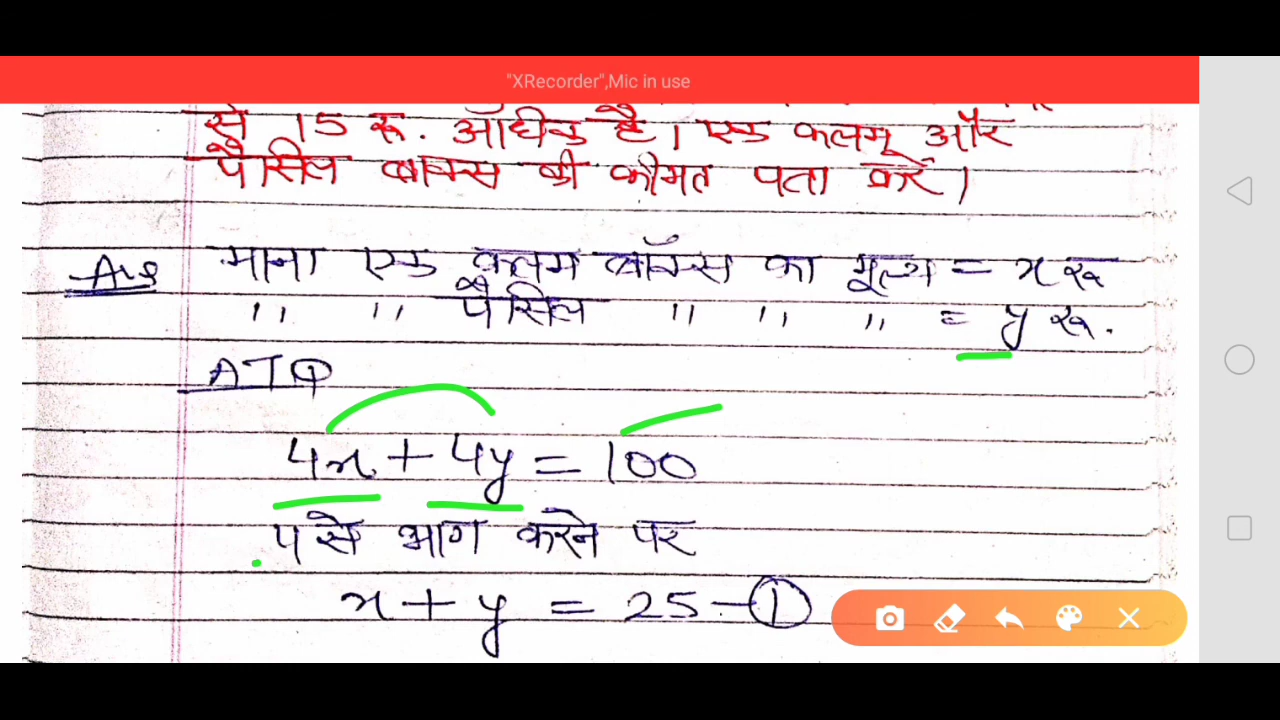 "XRecorder",Mic in use
से 15 रू. अधिक है। एक कलम और
पेंसिल बाक्स की कीमत पता करें।
Ans माना एक कलम बॉक्स का मूल्य = x रू
" " पेंसिल " " " = y रू.
ATQ
4x + 4y = 100
4 से भाग करने पर
x + y = 25 - ①